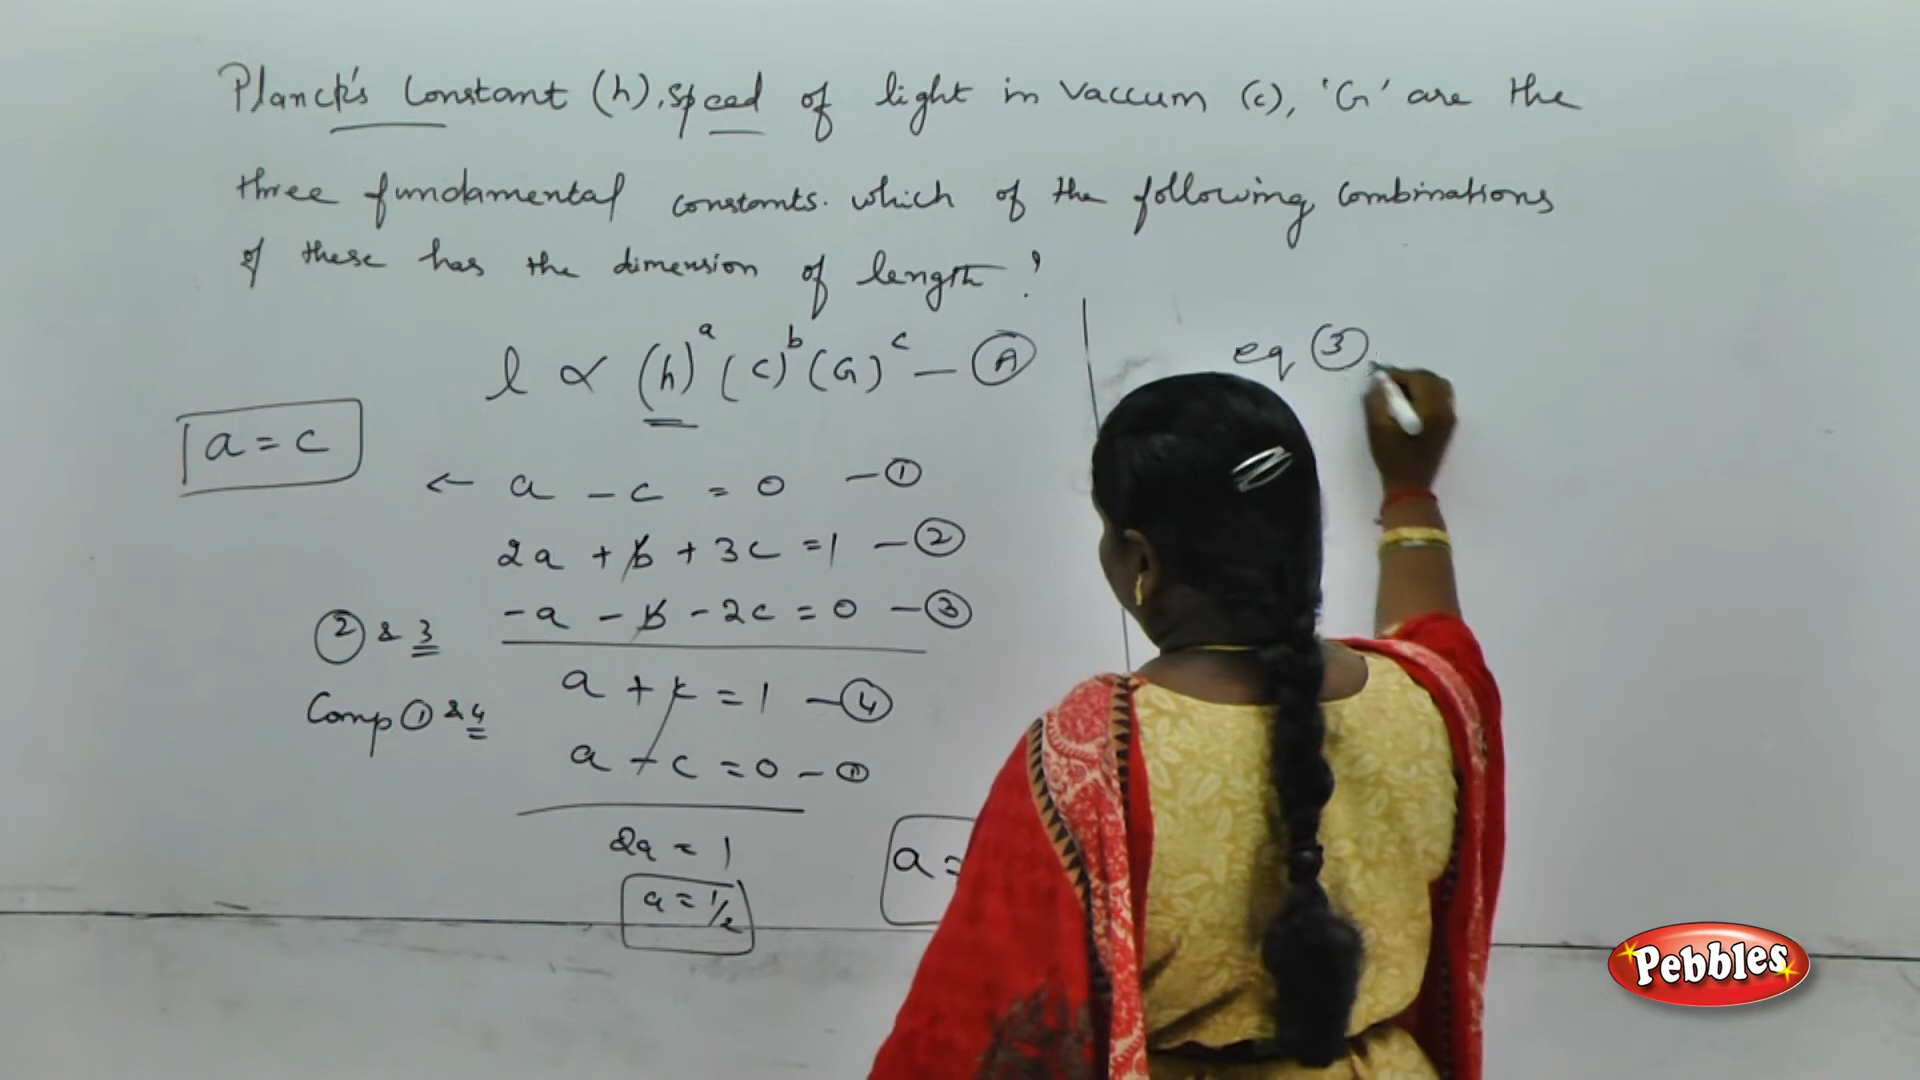 Planck's Constant (h), speed of light in vaccum (c), 'G' are the
three fundamental constants. which of the following combinations
of these has the dimension of length?
l ∝ (h)^a (c)^b (G)^c — Ⓐ
a = c
← a - c = 0 — ①
2a + b + 3c = 1 — ②
-a - b - 2c = 0 — ③
② & 3
a + c = 1 — ④
Comp ① & 4
a - c = 0 — ①
2a = 1
a = 1/2
a =
eq ③
Pebbles